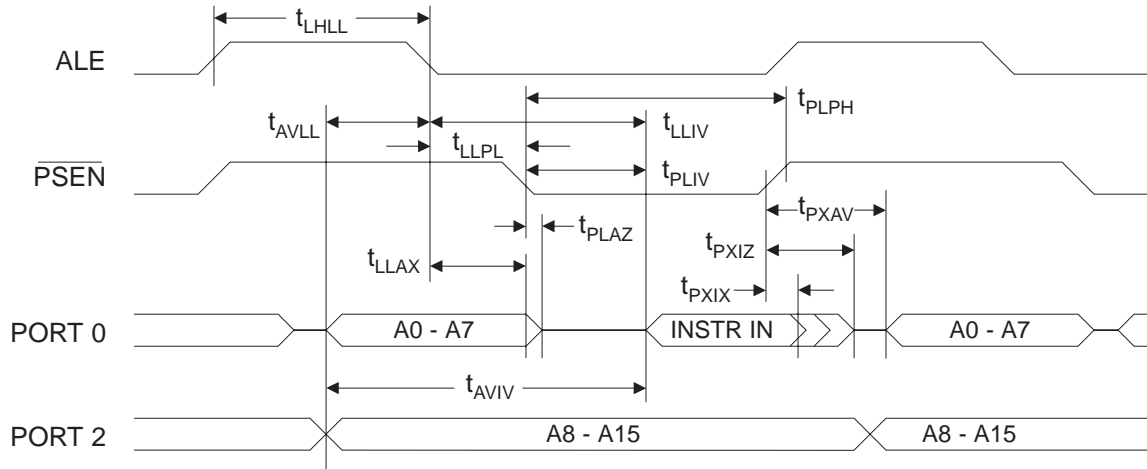 tLHLL
ALE
tPLPH
tAVLL
tLLIV
tLLPL
PSEN
tPLIV
tPXAV
tPLAZ
tPXIZ
tLLAX
tPXIX
PORT 0
A0 - A7
INSTR IN
A0 - A7
tAVIV
PORT 2
A8 - A15
A8 - A15